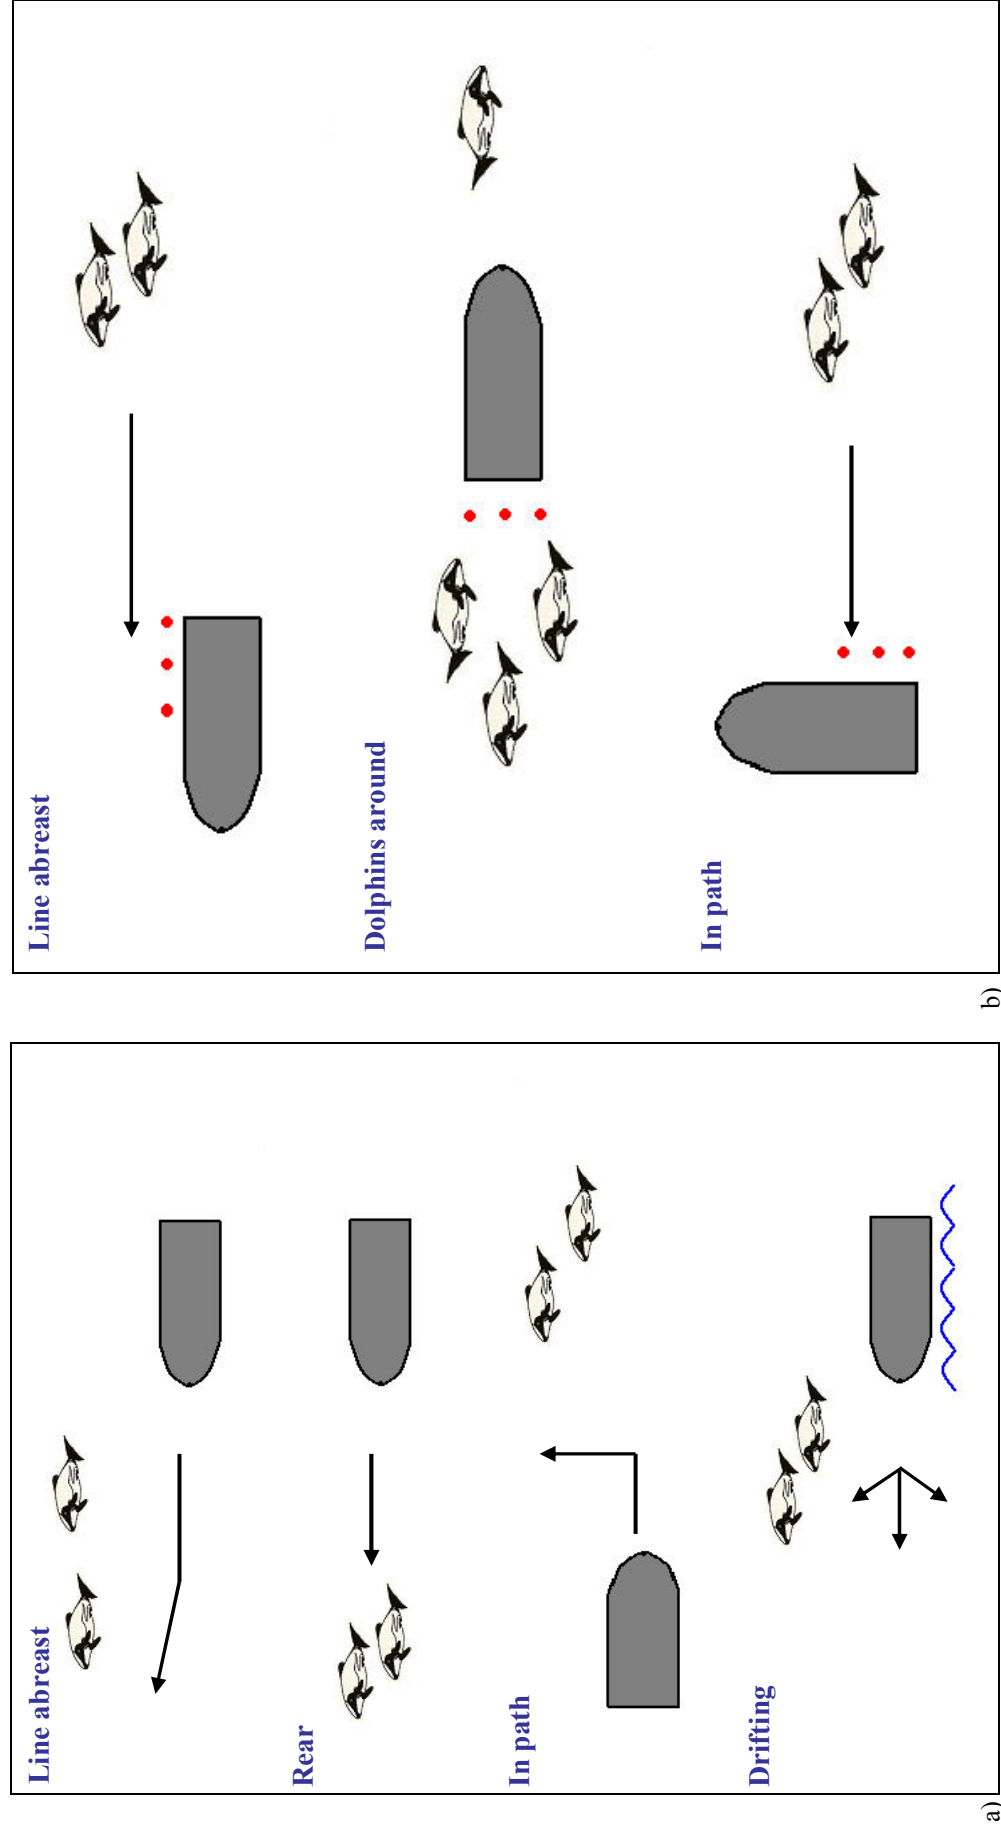 a)
Line abreast
Rear
In path
Drifting
b)
Line abreast
Dolphins around
In path